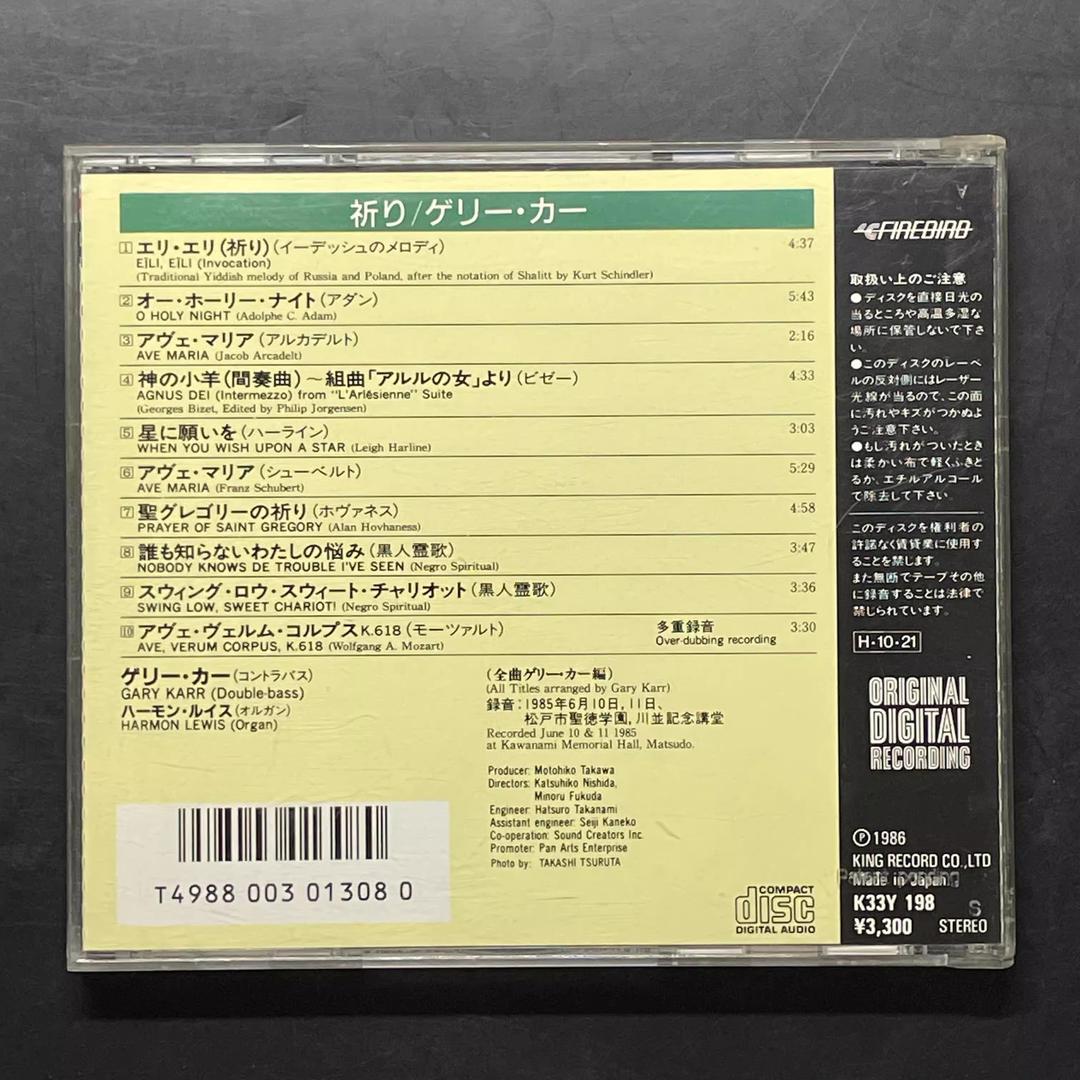 祈り/ゲリー・カー
1 エリ・エリ(祈り)(イーデッシュのメロディ) 4:37
EĪLI, EĪLI (Invocation)
(Traditional Yiddish melody of Russia and Poland, after the notation of Shalitt by Kurt Schindler)
2 オー・ホーリー・ナイト(アダン) 5:43
O HOLY NIGHT (Adolphe C. Adam)
3 アヴェ・マリア(アルカデルト) 2:16
AVE MARIA (Jacob Arcadelt)
4 神の小羊(間奏曲)~組曲「アルルの女」より(ビゼー) 4:33
AGNUS DEI (Intermezzo) from "L'Arlésienne" Suite
(Georges Bizet, Edited by Philip Jorgensen)
5 星に願いを(ハーライン) 3:03
WHEN YOU WISH UPON A STAR (Leigh Harline)
6 アヴェ・マリア(シューベルト) 5:29
AVE MARIA (Franz Schubert)
7 聖グレゴリーの祈り(ホヴァネス) 4:58
PRAYER OF SAINT GREGORY (Alan Hovhaness)
8 誰も知らないわたしの悩み(黒人霊歌) 3:47
NOBODY KNOWS DE TROUBLE I'VE SEEN (Negro Spiritual)
9 スウィング・ロウ・スウィート・チャリオット(黒人霊歌) 3:36
SWING LOW, SWEET CHARIOT! (Negro Spiritual)
10 アヴェ・ヴェルム・コルプスK.618(モーツァルト) 多重録音 3:30
AVE, VERUM CORPUS, K.618 (Wolfgang A. Mozart) Over-dubbing recording
ゲリー・カー(コントラバス)
GARY KARR (Double-bass)
ハーモン・ルイス(オルガン)
HARMON LEWIS (Organ)
(全曲ゲリー・カー編)
(All Titles arranged by Gary Karr)
録音:1985年6月10日,11日、
松戸市聖徳学園,川並記念講堂
Recorded June 10 & 11 1985
at Kawanami Memorial Hall, Matsudo.
Producer: Motohiko Takawa
Directors: Katsuhiko Nishida,
Minoru Fukuda
Engineer: Hatsuro Takanami
Assistant engineer: Seiji Kaneko
Co-operation: Sound Creators Inc.
Promoter: Pan Arts Enterprise
Photo by: TAKASHI TSURUTA
T4988 003 01308 0
COMPACT
disc
DIGITAL AUDIO
A
FIREBIRD
取扱い上のご注意
●ディスクを直接日光の
当るところや高温多湿な
場所に保管しないで下さ
い。
●このディスクのレーベ
ルの反対側にはレーザー
光線が当るので、この面
に汚れやキズがつかぬよ
うご注意下さい。
●もし汚れがついたとき
は柔かい布で軽くふきと
るか、エチルアルコール
で除去して下さい。
このディスクを権利者の
許諾なく賃貸業に使用す
ることを禁じます。
また無断でテープその他
に録音することは法律で
禁じられています。
H-10-21
ORIGINAL
DIGITAL
RECORDING
Ⓟ1986
KING RECORD CO.,LTD
Made in Japan
Patent pending
K33Y 198
S
¥3,300 STEREO